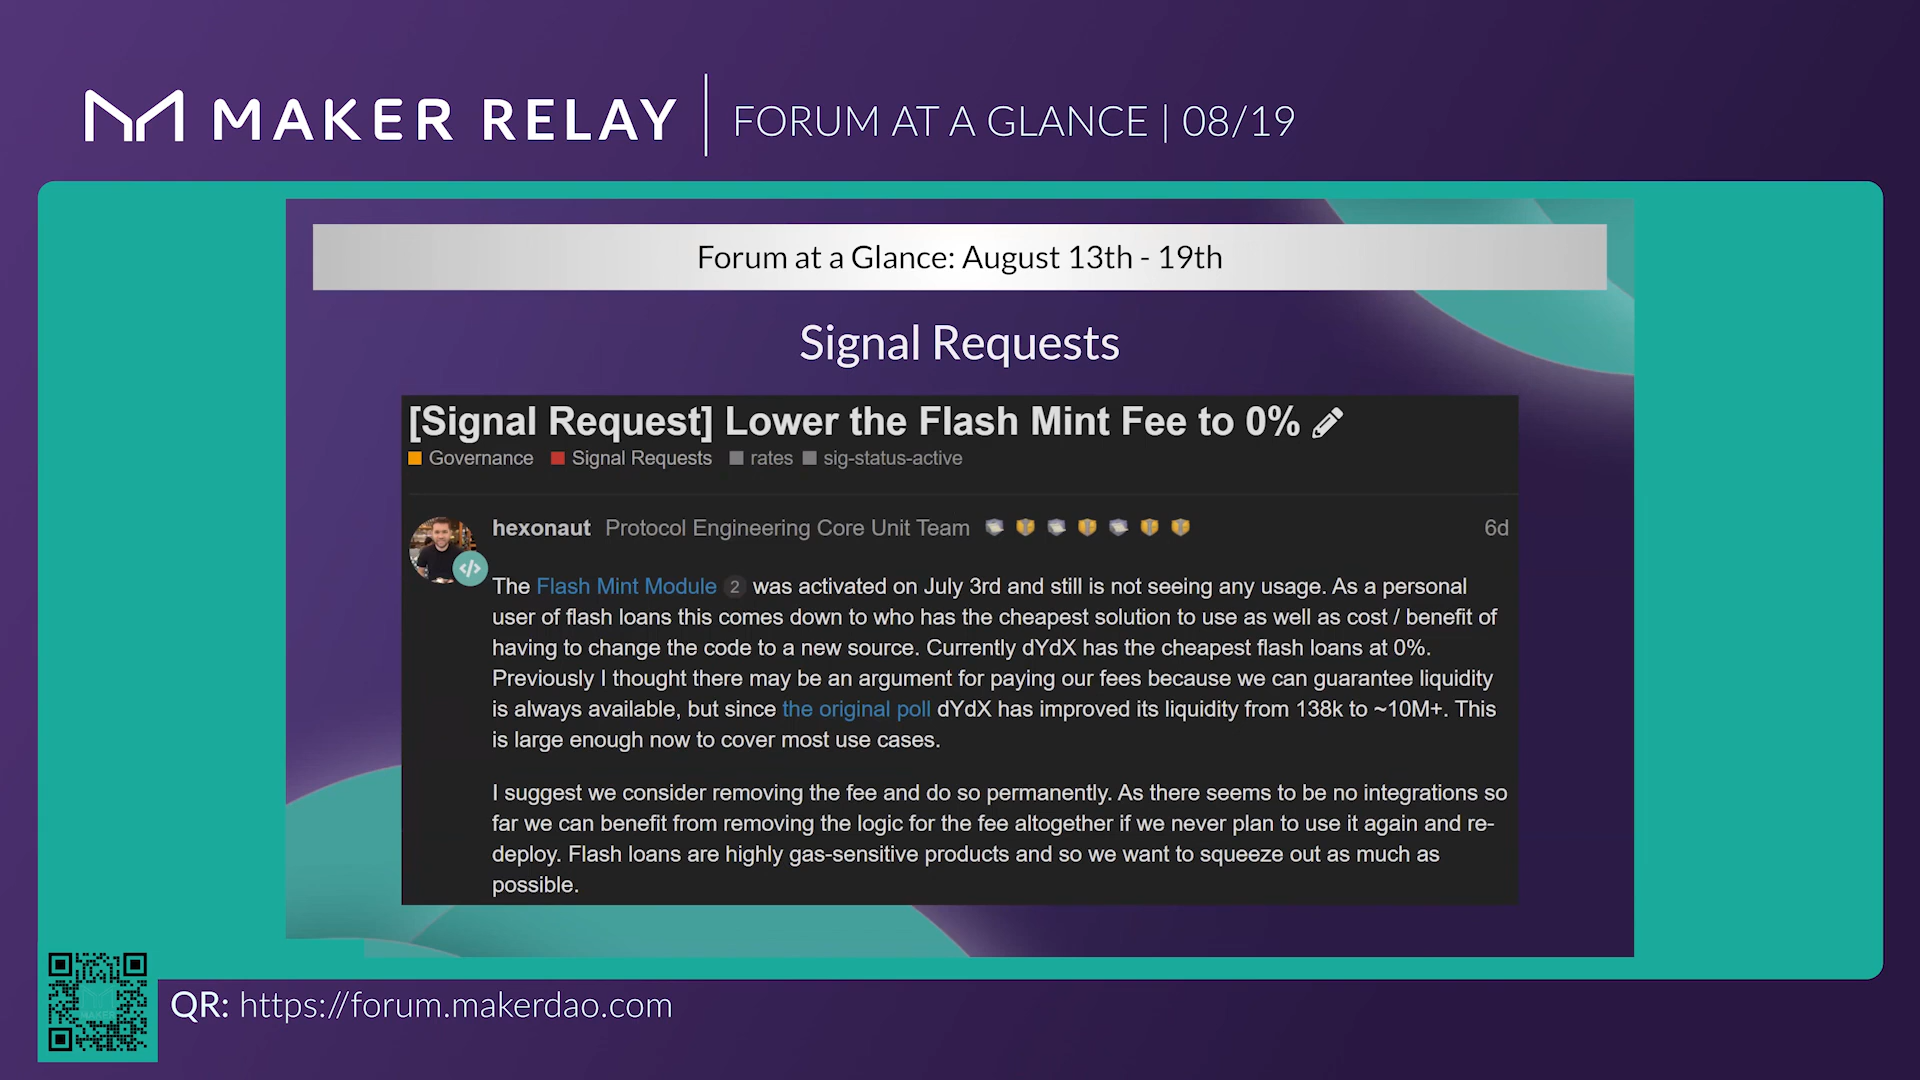 MAKER RELAY
FORUM AT A GLANCE | 08/19
Forum at a Glance: August 13th - 19th
Signal Requests
[Signal Request] Lower the Flash Mint Fee to 0%
Governance Signal Requests rates sig-status-active
hexonaut Protocol Engineering Core Unit Team 6d
The Flash Mint Module 2 was activated on July 3rd and still is not seeing any usage. As a personal
user of flash loans this comes down to who has the cheapest solution to use as well as cost / benefit of
having to change the code to a new source. Currently dYdX has the cheapest flash loans at 0%.
Previously I thought there may be an argument for paying our fees because we can guarantee liquidity
is always available, but since the original poll dYdX has improved its liquidity from 138k to ~10M+. This
is large enough now to cover most use cases.
I suggest we consider removing the fee and do so permanently. As there seems to be no integrations so
far we can benefit from removing the logic for the fee altogether if we never plan to use it again and re-
deploy. Flash loans are highly gas-sensitive products and so we want to squeeze out as much as
possible.
QR: https://forum.makerdao.com